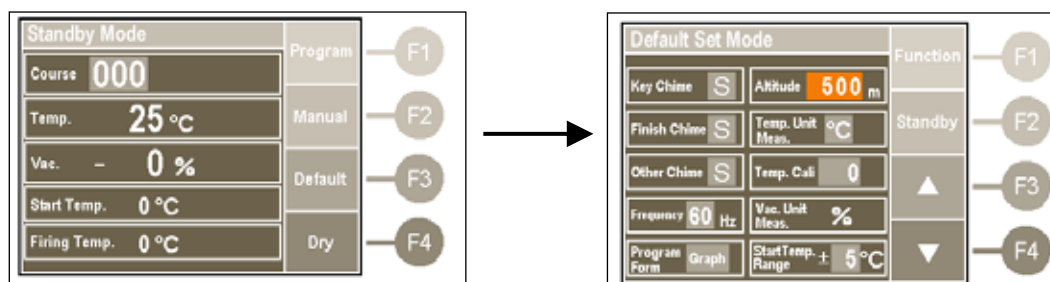 Standby Mode
Program F1
Course 000
Temp. 25 °C
Manual F2
Vac. - 0 %
Default F3
Start Temp. 0 °C
Firing Temp. 0 °C
Dry F4
Default Set Mode
Function F1
Key Chime S Altitude 500 m
Finish Chime S Temp. Unit Meas. °C
Standby F2
Other Chime S Temp. Cali 0
▲ F3
Frequency 60 Hz Vac. Unit Meas. %
Program Form Graph StartTemp. Range ± 5 °C
▼ F4